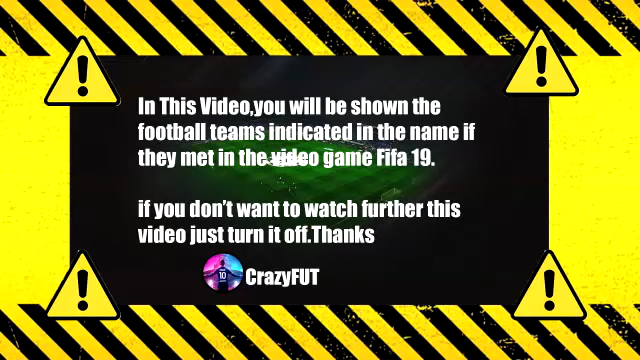 In This Video,you will be shown the
football teams indicated in the name if
they met in the video game Fifa 19.
if you don't want to watch further this
video just turn it off.Thanks
10
CrazyFUT